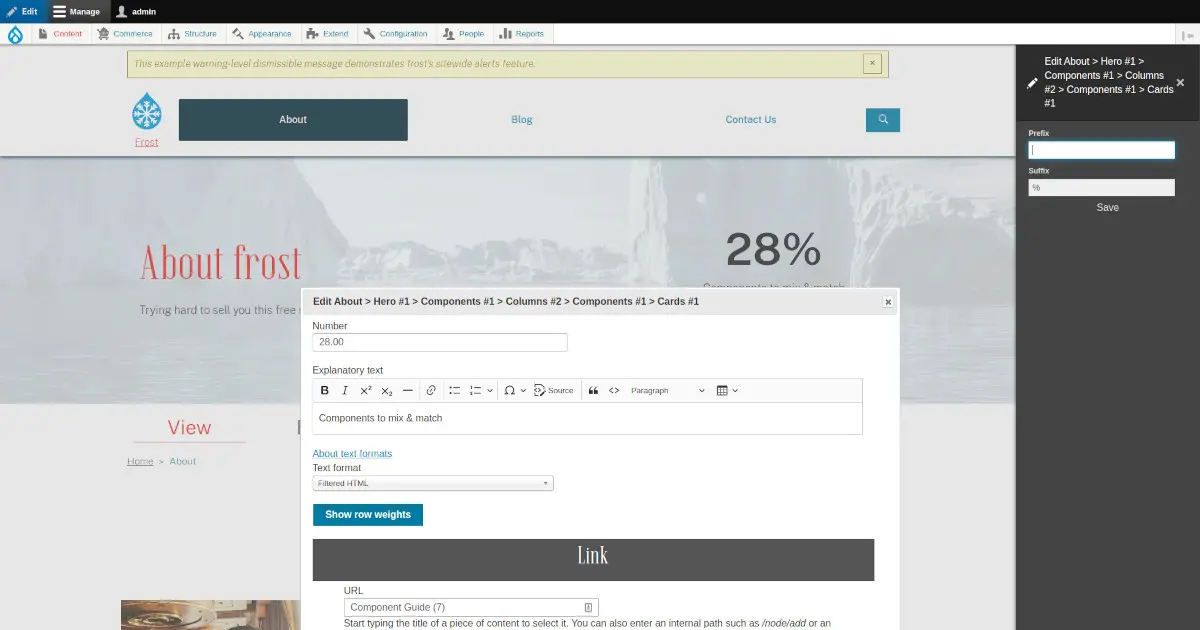 Edit
Manage
admin
Content
Commerce
Structure
Appearance
Extend
Configuration
People
Reports
This example warning-level dismissible message demonstrates frost's sitewide alerts feature.
Frost
About
Blog
Contact Us
About frost
Trying hard to sell you this free
28%
Components to mix & match
View
Home > About
Edit About > Hero #1 > Components #1 > Columns #2 > Components #1 > Cards #1
Number
28.00
Explanatory text
Source
Paragraph
Components to mix & match
About text formats
Text format
Filtered HTML
Show row weights
Link
URL
Component Guide (7)
Start typing the title of a piece of content to select it. You can also enter an internal path such as /node/add or an
Edit About > Hero #1 >
Components #1 > Columns
#2 > Components #1 > Cards
#1
Prefix
Suffix
%
Save